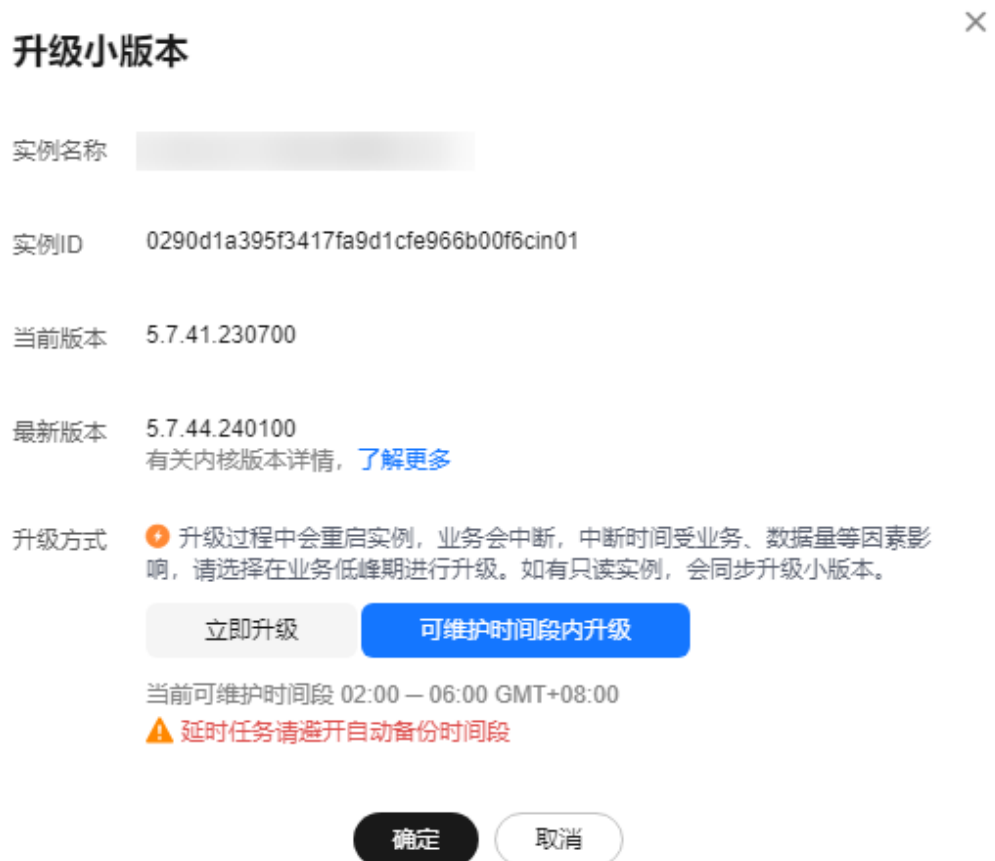 升级小版本
实例名称
实例ID 0290d1a395f3417fa9d1cfe966b00f6cin01
当前版本 5.7.41.230700
最新版本 5.7.44.240100
有关内核版本详情，了解更多
升级方式 升级过程中会重启实例，业务会中断，中断时间受业务、数据量等因素影
响，请选择在业务低峰期进行升级。如有只读实例，会同步升级小版本。
立即升级 可维护时间段内升级
当前可维护时间段 02:00 — 06:00 GMT+08:00
延时任务请避开自动备份时间段
确定 取消